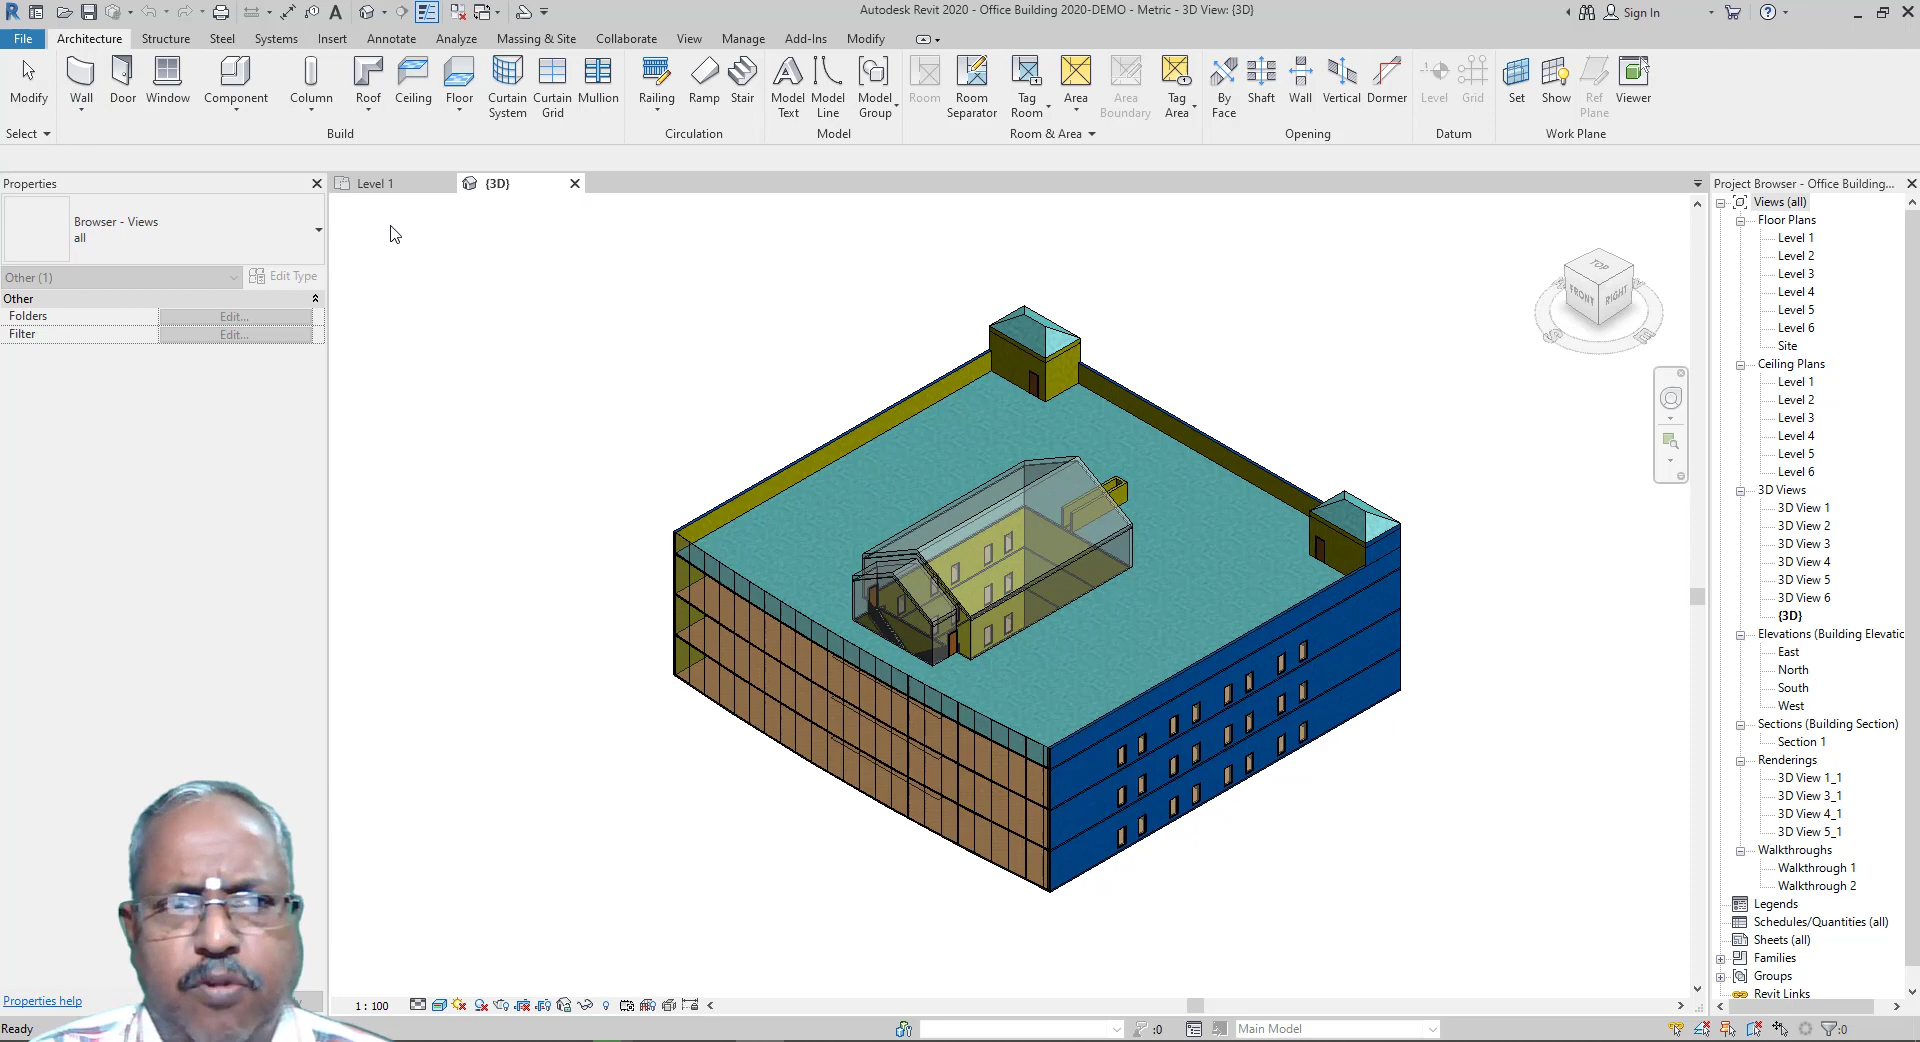 Autodesk Revit 2020 - Office Building 2020-DEMO - Metric - 3D View: {3D}
Sign In
File Architecture Structure Steel Systems Insert Annotate Analyze Massing & Site Collaborate View Manage Add-Ins Modify
Modify
Wall
Door
Window
Component
Column
Roof
Ceiling
Floor
Curtain System
Curtain Grid
Mullion
Railing
Ramp
Stair
Model Text
Model Line
Model Group
Room
Room Separator
Tag Room
Area
Area Boundary
Tag Area
By Face
Shaft
Wall
Vertical
Dormer
Level
Grid
Set
Show
Ref Plane
Viewer
Select
Build
Circulation
Model
Room & Area
Opening
Datum
Work Plane
Properties
Browser - Views
all
Other (1)
Edit Type
Other
Folders Edit...
Filter Edit...
Properties help
Level 1
{3D}
TOP
FRONT
RIGHT
S
E
1 : 100
Project Browser - Office Building...
Views (all)
Floor Plans
Level 1
Level 2
Level 3
Level 4
Level 5
Level 6
Site
Ceiling Plans
Level 1
Level 2
Level 3
Level 4
Level 5
Level 6
3D Views
3D View 1
3D View 2
3D View 3
3D View 4
3D View 5
3D View 6
{3D}
Elevations (Building Elevatic
East
North
South
West
Sections (Building Section)
Section 1
Renderings
3D View 1_1
3D View 3_1
3D View 4_1
3D View 5_1
Walkthroughs
Walkthrough 1
Walkthrough 2
Legends
Schedules/Quantities (all)
Sheets (all)
Families
Groups
Revit Links
Ready
:0
Main Model
:0